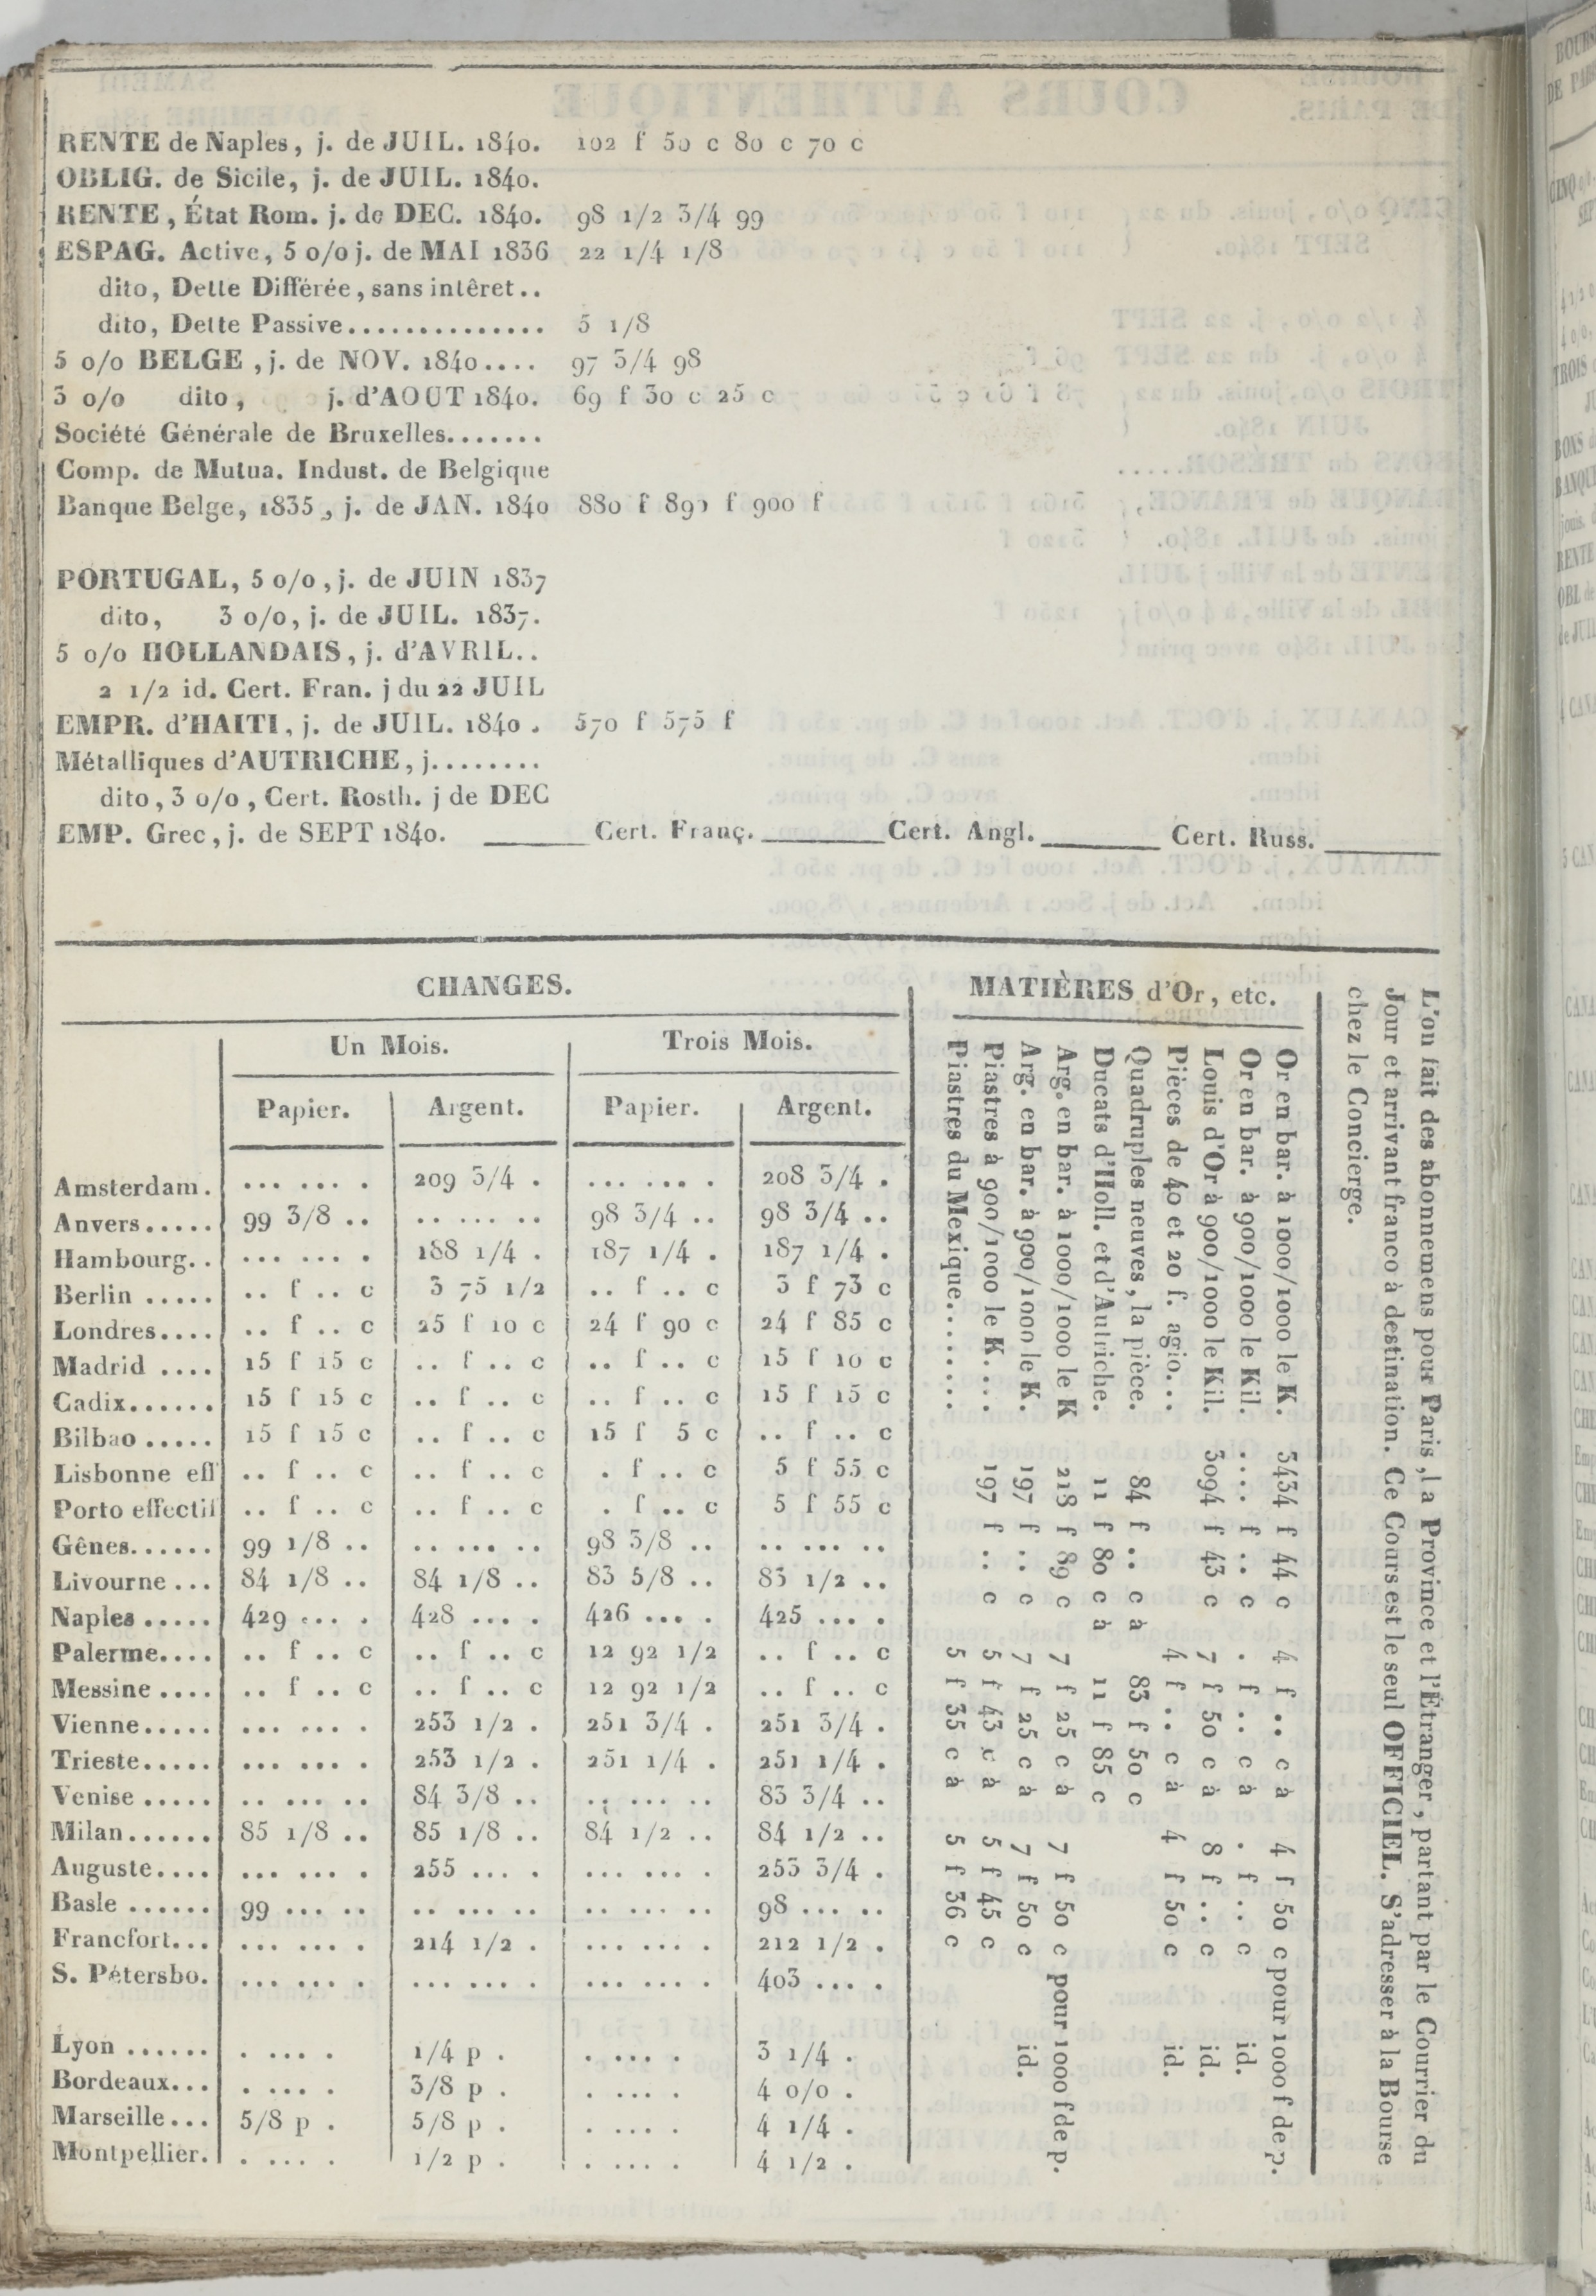 RENTE de Naples, j. de JUIL. 1840. 102 f 50 c 80 c 70 c
OBLIG. de Sicile, j. de JUIL. 1840.
RENTE, État Rom. j. de DEC. 1840. 98 1/2 3/4 99
ESPAG. Active, 5 o/o j. de MAI 1836 22 1/4 1/8
dito, Dette Différée, sans intêret..
dito, Dette Passive.............. 5 1/8
5 o/o BELGE, j. de NOV. 1840.... 97 3/4 98
3 o/o dito, j. d'AOUT 1840. 69 f 30 c 25 c
Société Générale de Bruxelles.......
Comp. de Mutua. Indust. de Belgique
Banque Belge, 1835, j. de JAN. 1840 880 f 890 f 900 f
PORTUGAL, 5 o/o, j. de JUIN 1837
dito, 3 o/o, j. de JUIL. 1837.
5 o/o HOLLANDAIS, j. d'AVRIL..
2 1/2 id. Cert. Fran. j du 22 JUIL
EMPR. d'HAITI, j. de JUIL. 1840. 570 f 575 f
Métalliques d'AUTRICHE, j........
dito, 3 o/o, Cert. Rosth. j de DEC
EMP. Grec, j. de SEPT 1840. ______ Cert. Franç. ______ Cert. Angl. ______ Cert. Russ. ______
CHANGES.
Un Mois. Trois Mois.
Papier. Argent. Papier. Argent.
Amsterdam. ... ... . 209 3/4 . ... ... . 208 3/4 .
Anvers..... 99 3/8 .. .. ... .. 98 3/4 .. 98 3/4 ..
Hambourg.. ... ... . 188 1/4 . 187 1/4 . 187 1/4 .
Berlin ..... .. f .. c 3 75 1/2 .. f .. c 3 f 73 c
Londres.... .. f .. c 25 f 10 c 24 f 90 c 24 f 85 c
Madrid .... 15 f 15 c .. f .. c .. f .. c 15 f 10 c
Cadix...... 15 f 15 c .. f .. c .. f .. c 15 f 15 c
Bilbao ..... 15 f 15 c .. f .. c 15 f 5 c .. f .. c
Lisbonne eff .. f .. c .. f .. c . f .. c 5 f 55 c
Porto effectif .. f .. c .. f .. c . f .. c 5 f 55 c
Gênes...... 99 1/8 .. .. ... .. 98 3/8 .. .. ... ..
Livourne ... 84 1/8 .. 84 1/8 .. 83 5/8 .. 83 1/2 ..
Naples ..... 429 ... . 428 ... . 426 ... . 425 ... .
Palerme.... .. f .. c .. f .. c 12 92 1/2 .. f .. c
Messine .... .. f .. c .. f .. c 12 92 1/2 .. f .. c
Vienne..... ... ... . 253 1/2 . 251 3/4 . 251 3/4 .
Trieste..... ... ... . 253 1/2 . 251 1/4 . 251 1/4 .
Venise ..... .. ... .. 84 3/8 .. .. ... .. 83 3/4 ..
Milan...... 85 1/8 .. 85 1/8 .. 84 1/2 .. 84 1/2 ..
Auguste.... ... ... . 255 ... . ... ... . 253 3/4 .
Basle ...... 99 ... .. .. ... .. .. ... .. 98 ... ..
Francfort... ... ... . 214 1/2 . ... ... . 212 1/2 .
S. Pétersbo. ... ... . ... ... . ... ... . 403 ... .
Lyon ...... . ... . 1/4 p . . ... . 3 1/4 .
Bordeaux... . ... . 3/8 p . . ... . 4 o/o .
Marseille... 5/8 p . 5/8 p . . ... . 4 1/4 .
Montpellier. . ... . 1/2 p . . ... . 4 1/2 .
MATIÈRES d'Or, etc.
Or en bar. à 1000/1000 le K. 3434 f 44 c 4 f .. c à 4 f 50 c pour 1000 f de p.
Or en bar. à 900/1000 le Kil. .... f .. c . f .. c à . f .. c id.
Louis d'Or à 900/1000 le Kil. 3094 f 43 c 7 f 50 c à 8 f .. c id.
Pièces de 40 et 20 f. agio... 4 f .. c à 4 f 50 c id.
Quadruples neuves, la pièce. 84 f .. c à 83 f 50 c
Ducats d'Holl. et d'Autriche. 11 f 80 c à 11 f 85 c
Arg. en bar. à 1000/1000 le K 218 f 89 c 7 f 25 c à 7 f 50 c pour 1000 f de p.
Arg. en bar. à 900/1000 le K. 197 f .. c 7 f 25 c à 7 f 50 c id.
Piastres à 900/1000 le K.... 197 f .. c 5 f 43 c à 5 f 45 c
Piastres du Mexique....... 5 f 35 c à 5 f 36 c
L'on fait des abonnemens pour Paris, la Province et l'Étranger, partant par le Courrier du
Jour et arrivant franco à destination. Ce Cours est le seul OFFICIEL. S'adresser à la Bourse
chez le Concierge.